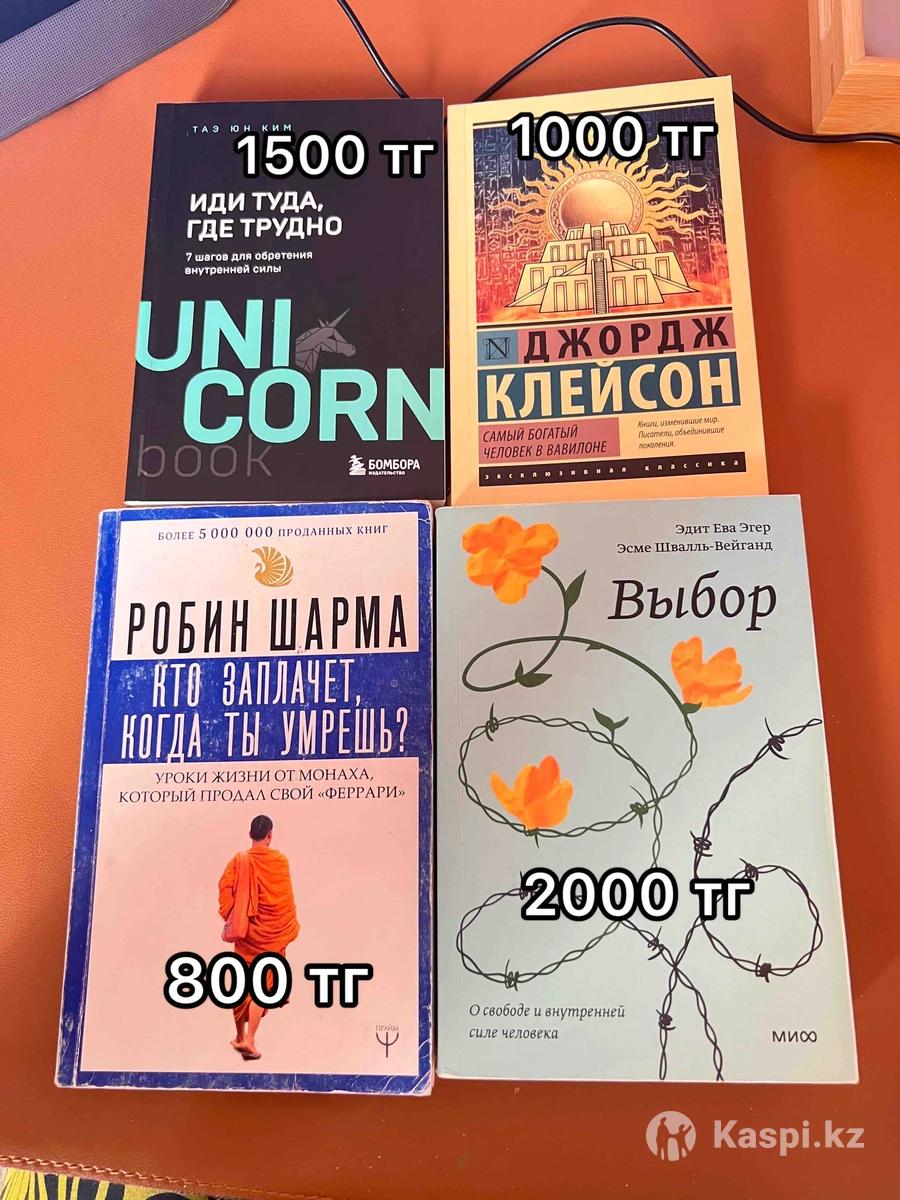 ТАЭ ЮН КИМ
1500 тг
ИДИ ТУДА,
ГДЕ ТРУДНО
7 шагов для обретения
внутренней силы
UNI
CORN
book
БОМБОРА
ИЗДАТЕЛЬСТВО
1000 тг
N
ДЖОРДЖ
КЛЕЙСОН
САМЫЙ БОГАТЫЙ
ЧЕЛОВЕК В ВАВИЛОНЕ
Книги, изменившие мир.
Писатели, объединившие
поколения.
эксклюзивная классика
БОЛЕЕ 5 000 000 ПРОДАННЫХ КНИГ
РОБИН ШАРМА
КТО ЗАПЛАЧЕТ,
КОГДА ТЫ УМРЕШЬ?
УРОКИ ЖИЗНИ ОТ МОНАХА,
КОТОРЫЙ ПРОДАЛ СВОЙ «ФЕРРАРИ»
800 тг
ПРАЙМ
Эдит Ева Эгер
Эсме Швалль-Вейганд
Выбор
2000 тг
О свободе и внутренней
силе человека
МИФ
Kaspi.kz